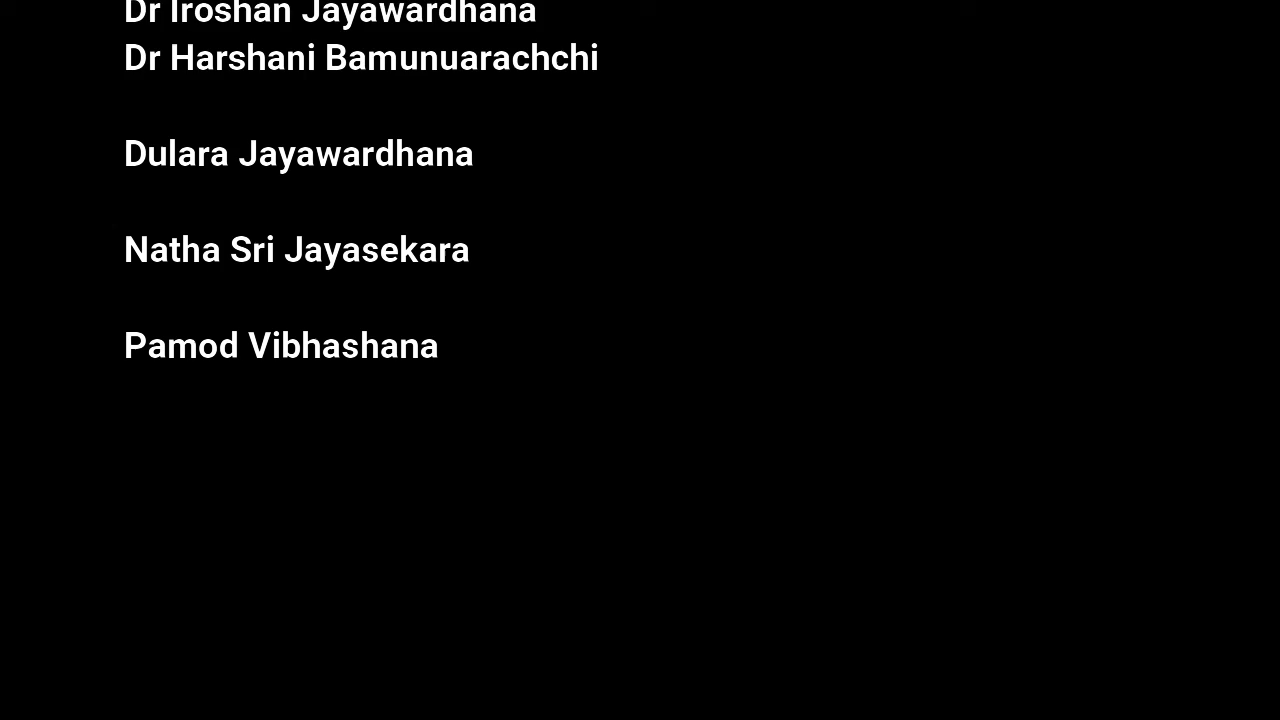 Dr Iroshan Jayawardhana
Dr Harshani Bamunuarachchi
Dulara Jayawardhana
Natha Sri Jayasekara
Pamod Vibhashana